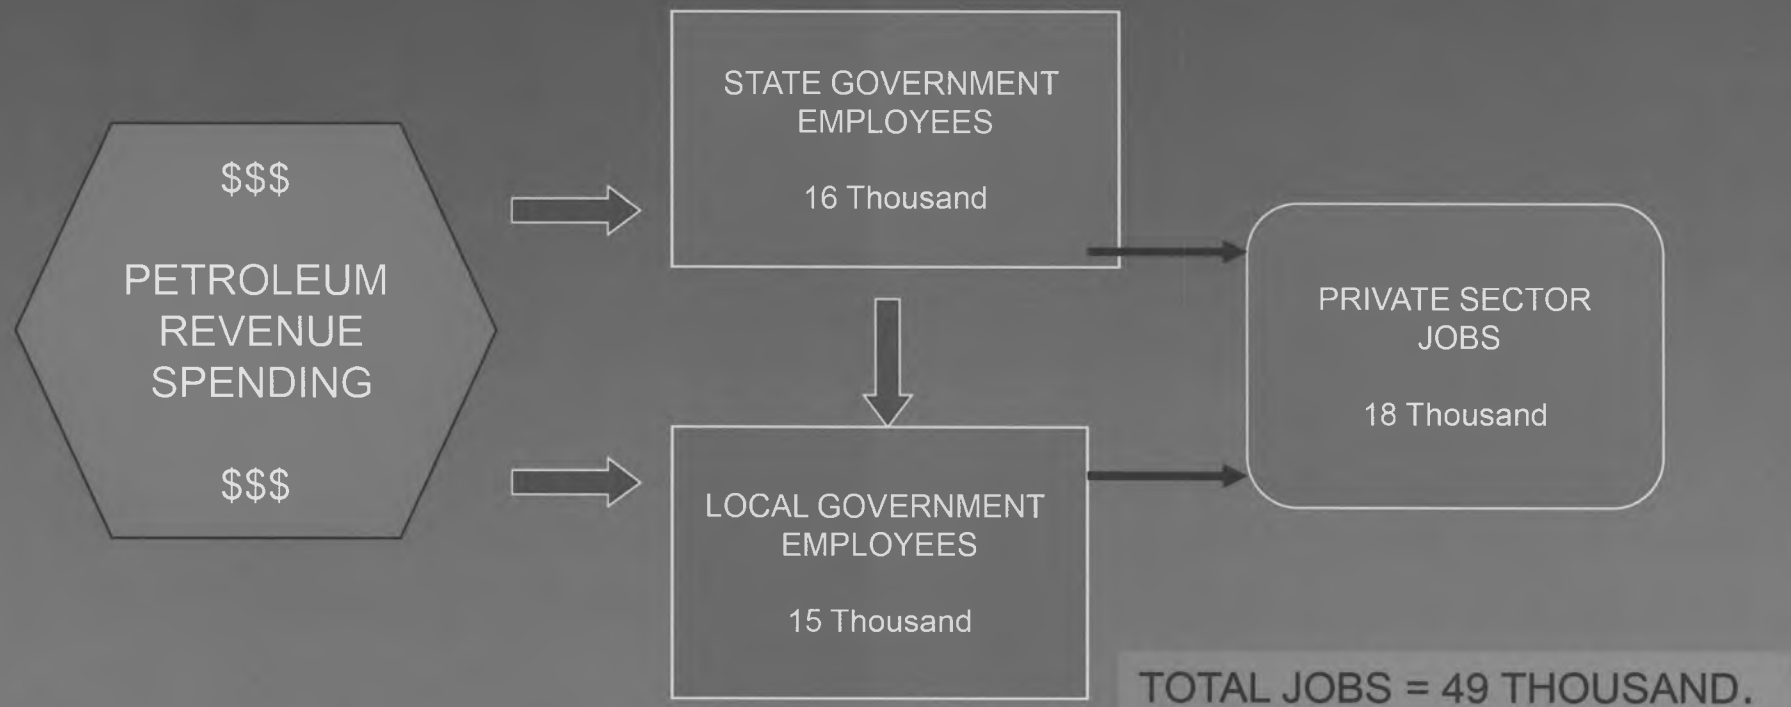 $$$
PETROLEUM
REVENUE
SPENDING
$$$
STATE GOVERNMENT
EMPLOYEES
16 Thousand
LOCAL GOVERNMENT
EMPLOYEES
15 Thousand
PRIVATE SECTOR
JOBS
18 Thousand
TOTAL JOBS = 49 THOUSAND.